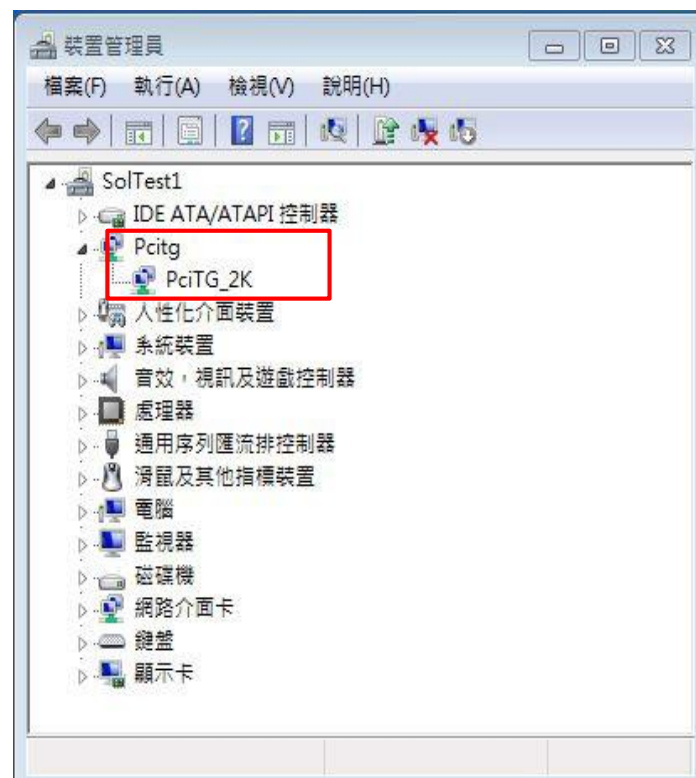 裝置管理員
檔案(F) 執行(A) 檢視(V) 說明(H)
SolTest1
IDE ATA/ATAPI 控制器
Pcitg
PciTG_2K
人性化介面裝置
系統裝置
音效，視訊及遊戲控制器
處理器
通用序列匯流排控制器
滑鼠及其他指標裝置
電腦
監視器
磁碟機
網路介面卡
鍵盤
顯示卡